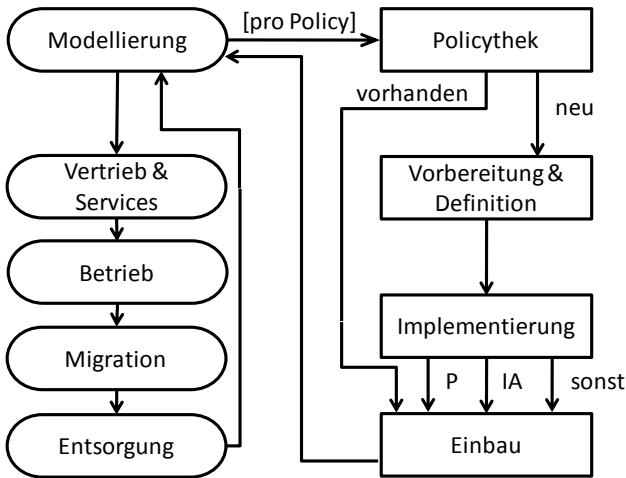 Modellierung
[pro Policy]
Policythek
vorhanden
neu
Vertrieb &
Services
Vorbereitung &
Definition
Betrieb
Implementierung
Migration
P
IA
sonst
Entsorgung
Einbau